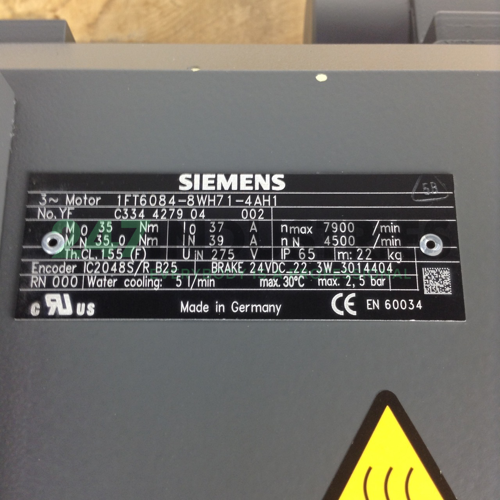 SIEMENS
3~ Motor 1FT6084-8WH71-4AH1
No. YF C334 4279 04 002
M0 35 Nm I0 37 A nmax 7900 /min
MN 35,0 Nm IN 39 A nN 4500 /min
Th.CL.155 (F) UiN 275 V IP 65 m: 22 kg
Encoder IC2048S/R B25 BRAKE 24VDC 22,3W 3014404
RN 000 Water cooling: 5 l/min max. 30°C max. 2,5 bar
c RU US Made in Germany CE EN 60034
5B